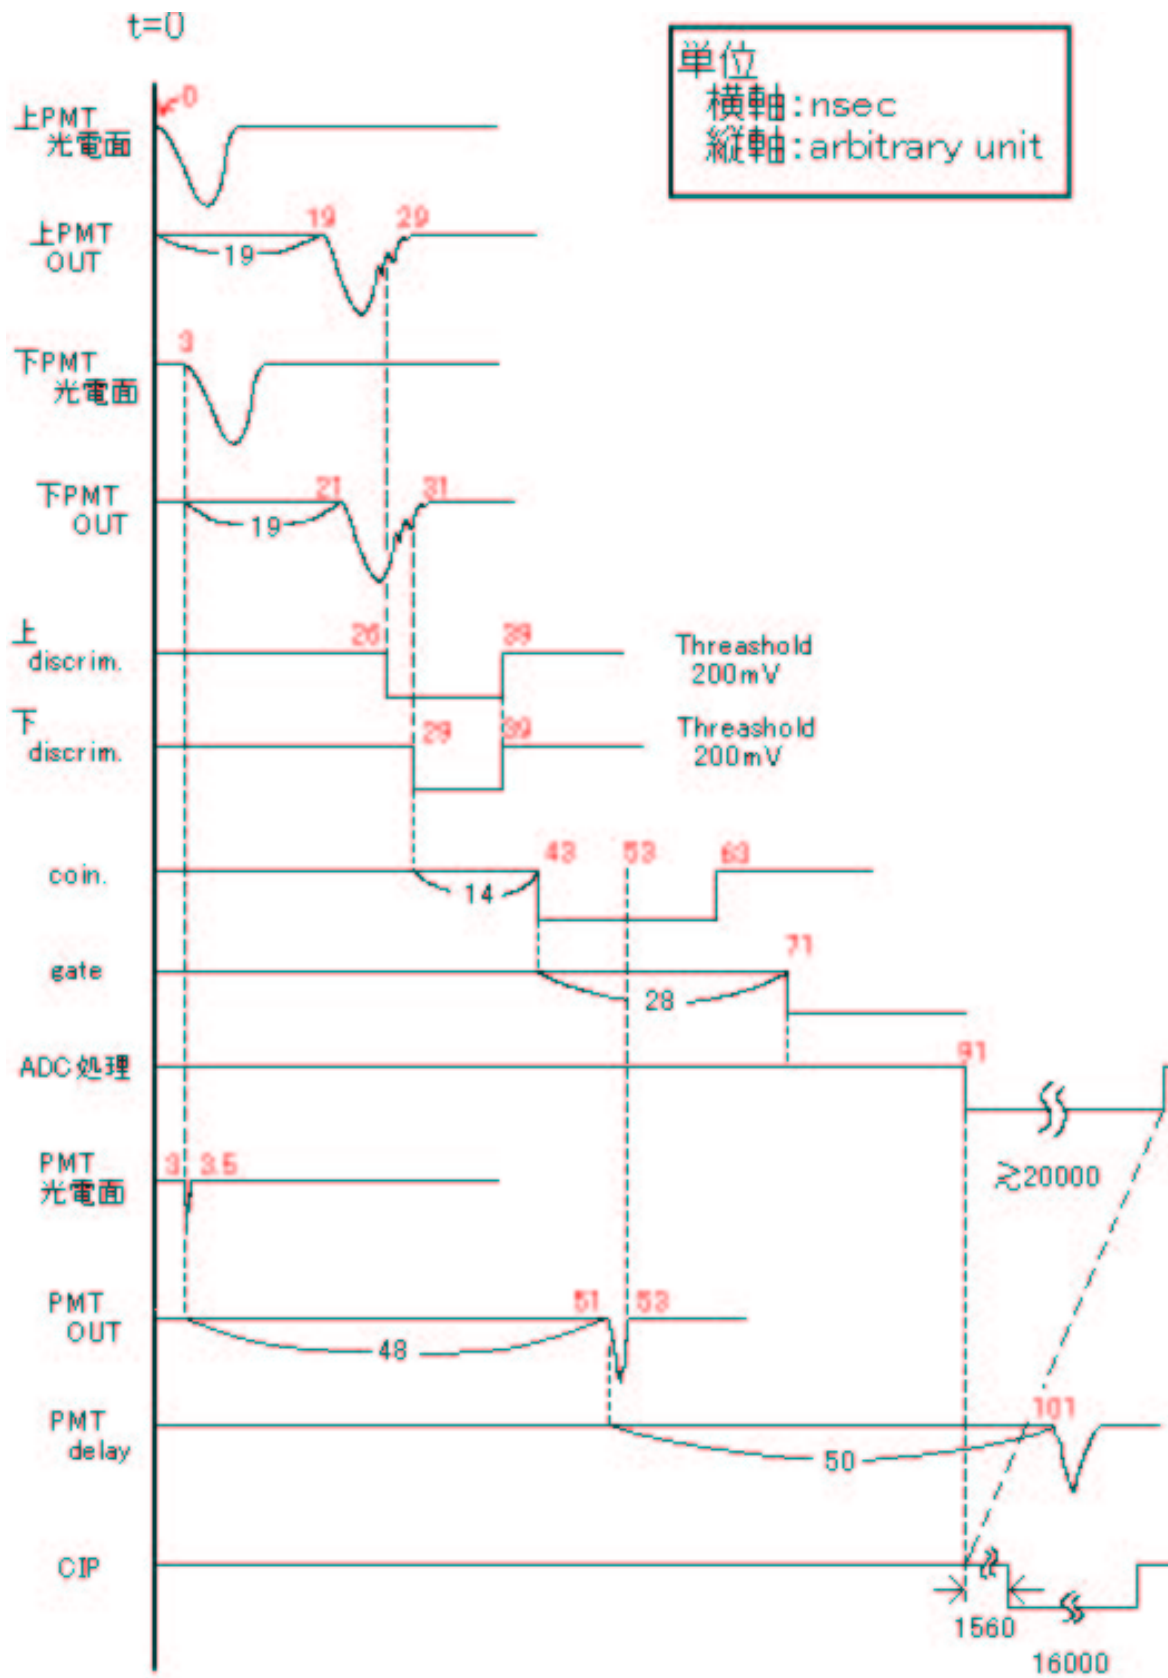 t=0
単位
横軸:nsec
縦軸:arbitrary unit
0
上PMT
光電面
19
29
上PMT
OUT
19
3
下PMT
光電面
21
31
下PMT
OUT
19
上
discrim.
26
39
Threashold
200mV
下
discrim.
29
39
Threashold
200mV
coin.
43
53
63
14
gate
71
28
ADC処理
91
≳20000
PMT
光電面
3
3.5
PMT
OUT
51
53
48
PMT
delay
101
50
CIP
1560
16000